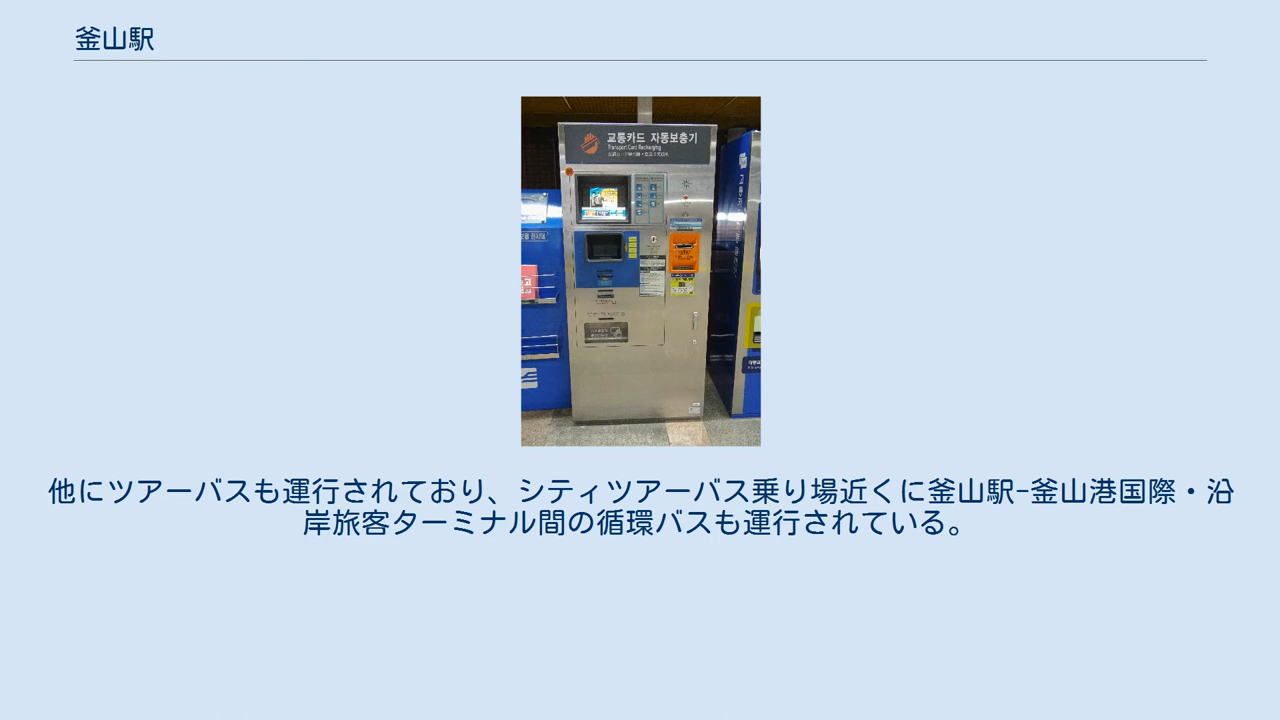 釜山駅
교통카드 자동보충기
Transport Card Recharging
他にツアーバスも運行されており、シティツアーバス乗り場近くに釜山駅-釜山港国際・沿
岸旅客ターミナル間の循環バスも運行されている。